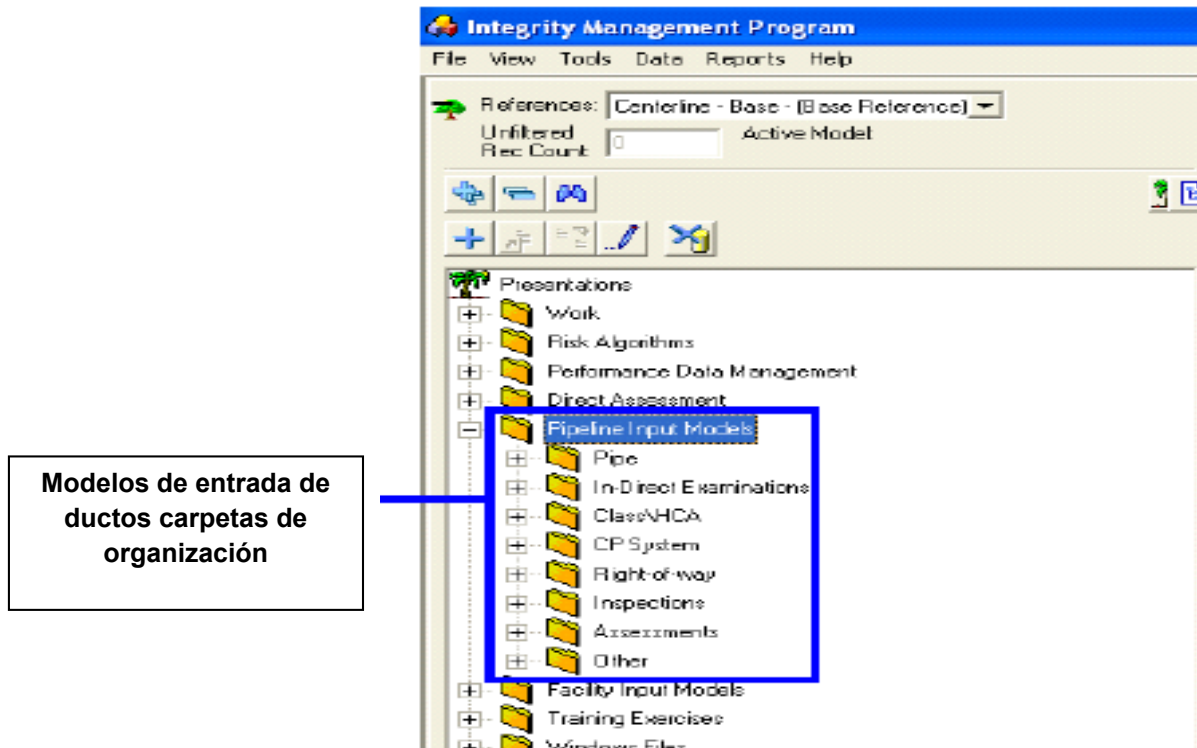 Integrity Management Program
File View Tools Data Reports Help
References: Centerline - Base - (Base Reference)
Unfiltered
Rec Count 0 Active Model:
Presentations
Work
Risk Algorithms
Performance Data Management
Direct Assessment
Pipeline Input Models
Pipe
In-Direct Examinations
Class\HCA
CP System
Right-of-way
Inspections
Assessments
Other
Facility Input Models
Training Exercises
Windows Files
Modelos de entrada de
ductos carpetas de
organización